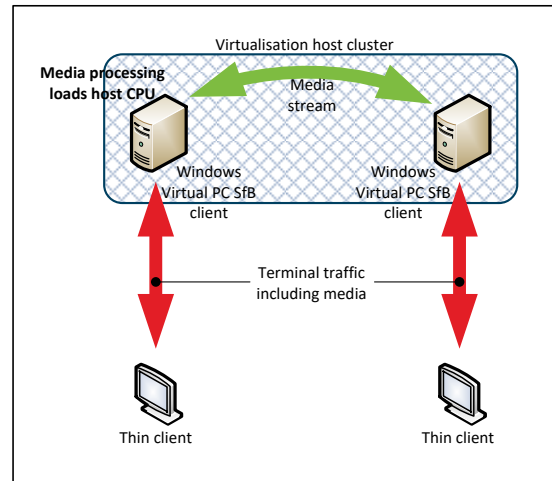 Virtualisation host cluster
Media processing
loads host CPU
Media
stream
Windows
Virtual PC SfB
client
Windows
Virtual PC SfB
client
Terminal traffic
including media
Thin client
Thin client